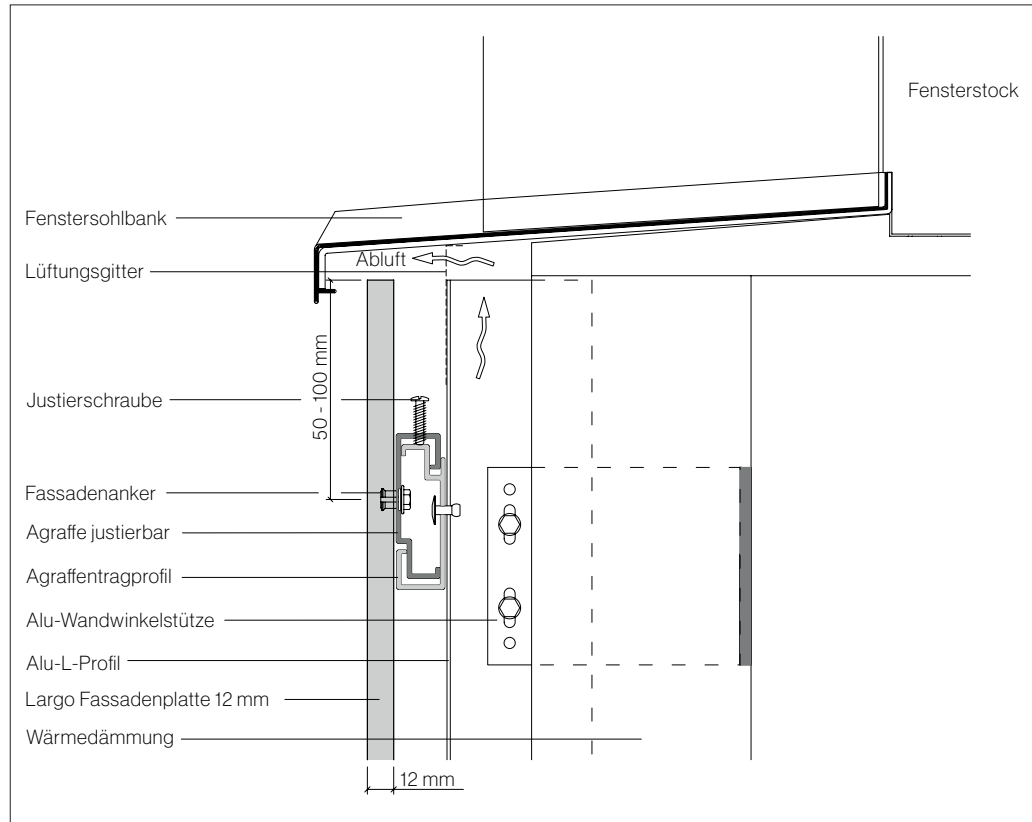 Fensterstock
Fenstersohlbank
Abluft
Lüftungsgitter
50 - 100 mm
Justierschraube
Fassadenanker
Agraffe justierbar
Agraffentragprofil
Alu-Wandwinkelstütze
Alu-L-Profil
Largo Fassadenplatte 12 mm
Wärmedämmung
12 mm